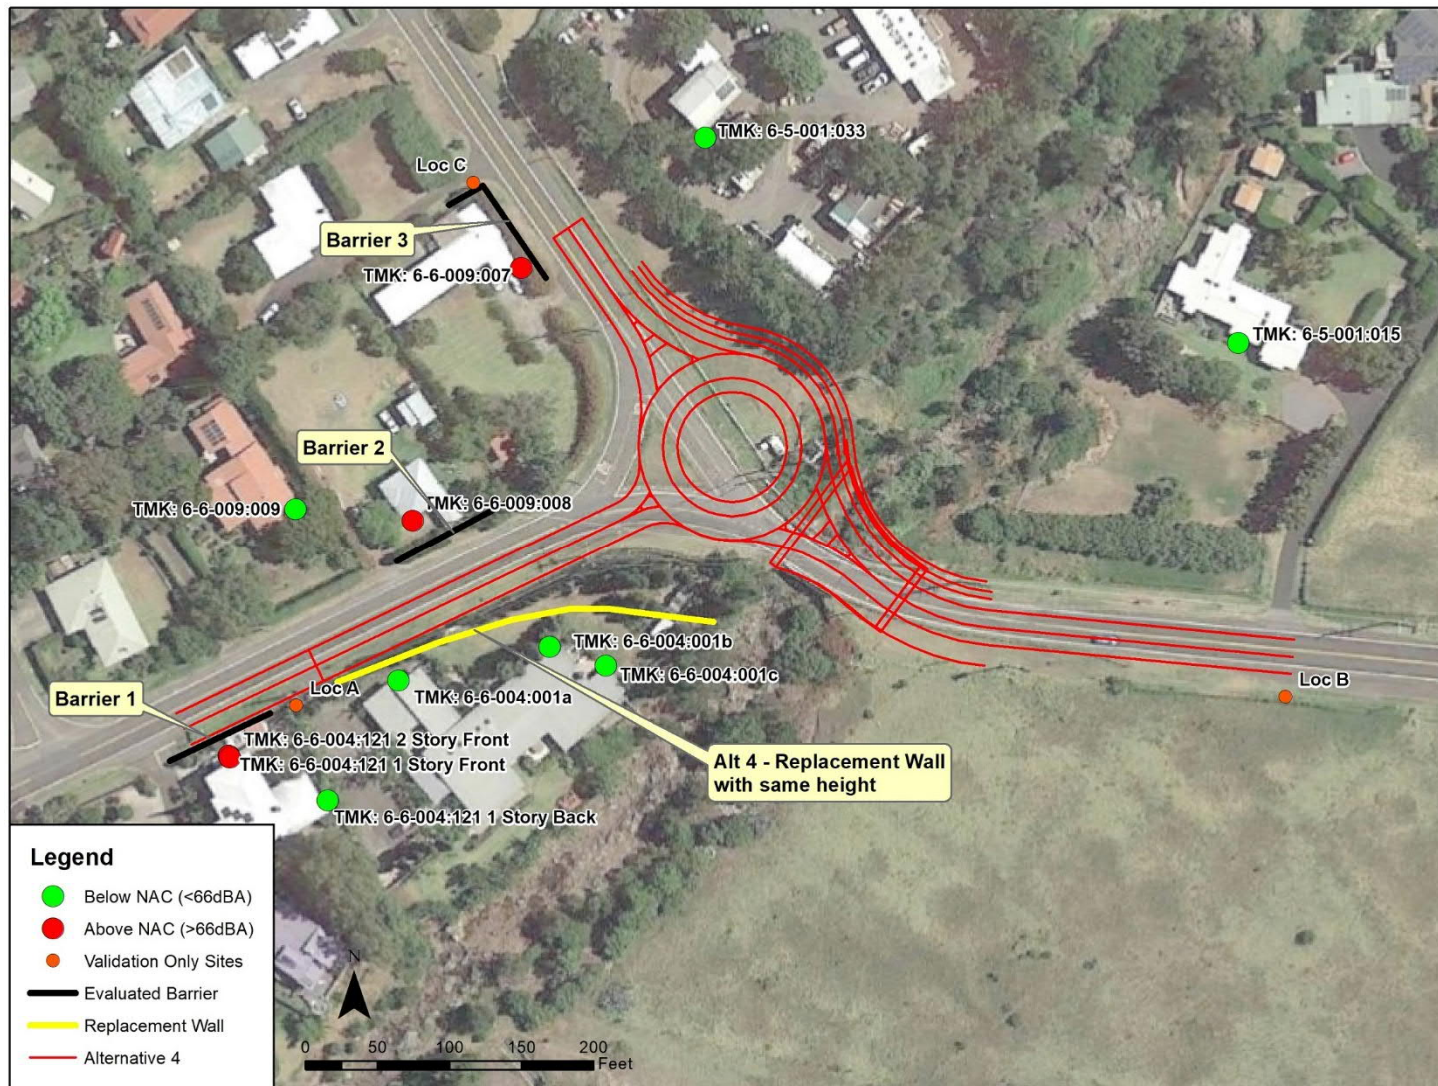 TMK: 6-5-001:033
Loc C
Barrier 3
TMK: 6-6-009:007
TMK: 6-5-001:015
Barrier 2
TMK: 6-6-009:008
TMK: 6-6-009:009
TMK: 6-6-004:001b
TMK: 6-6-004:001c
Loc A
TMK: 6-6-004:001a
Loc B
Barrier 1
TMK: 6-6-004:121 2 Story Front
TMK: 6-6-004:121 1 Story Front
Alt 4 - Replacement Wall
with same height
TMK: 6-6-004:121 1 Story Back
Legend
Below NAC (<66dBA)
Above NAC (>66dBA)
Validation Only Sites
Evaluated Barrier
Replacement Wall
Alternative 4
N
0 50 100 150 200
Feet